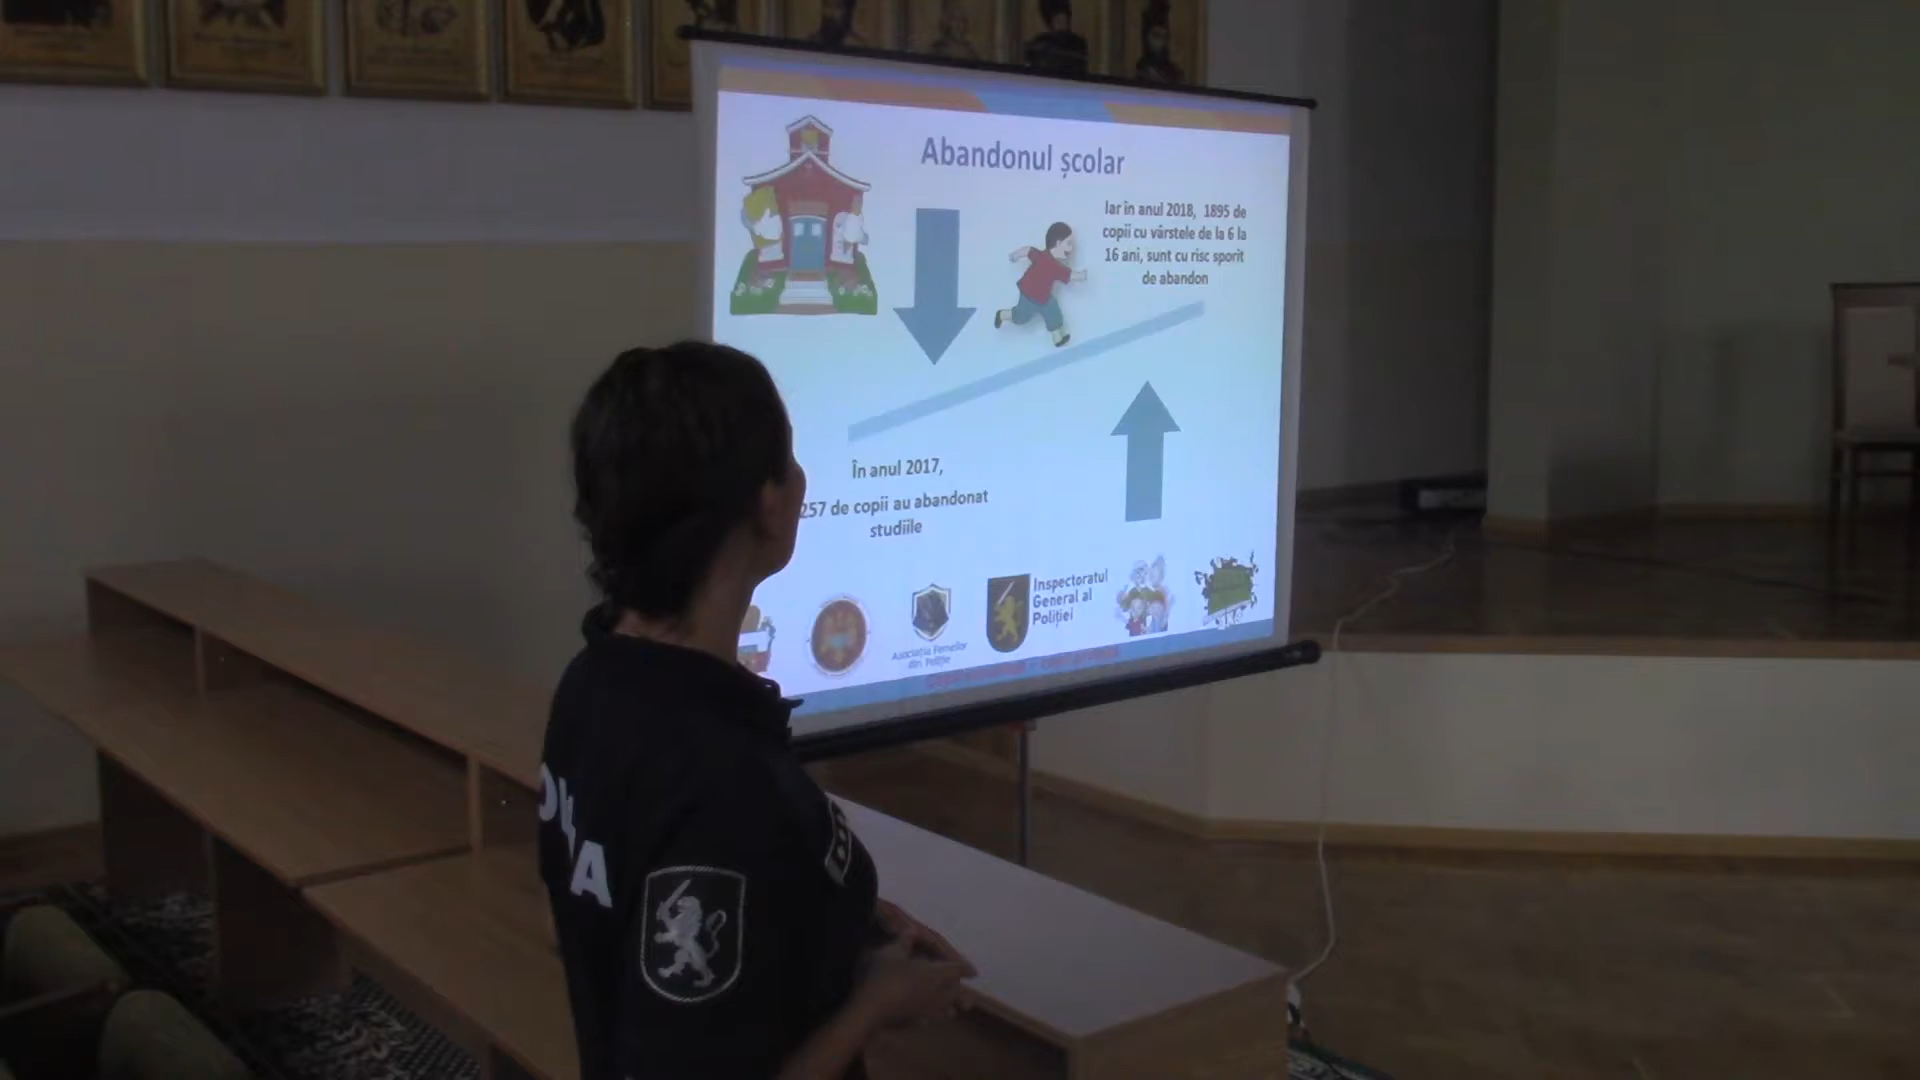 Abandonul școlar
Iar în anul 2018, 1895 de
copii cu vârstele de la 6 la
16 ani, sunt cu risc sporit
de abandon
În anul 2017,
257 de copii au abandonat
studiile
Inspectoratul
General al
Poliției
Asociația Femeilor
din Poliție